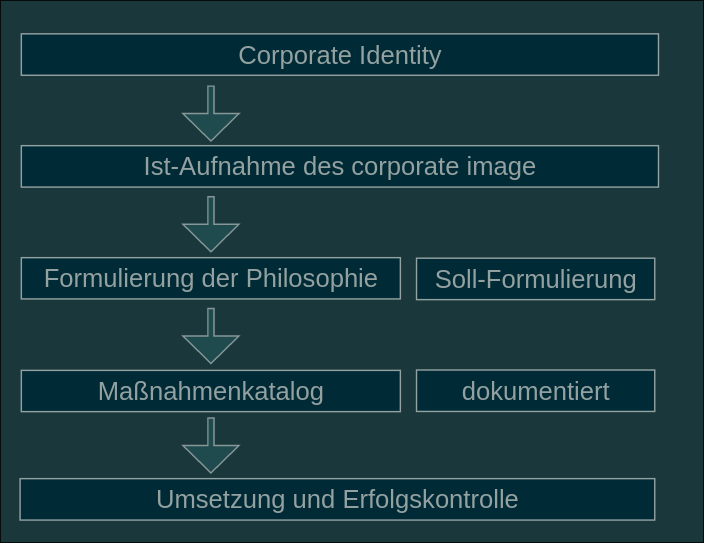 Corporate Identity
Ist-Aufnahme des corporate image
Formulierung der Philosophie
Soll-Formulierung
Maßnahmenkatalog
dokumentiert
Umsetzung und Erfolgskontrolle